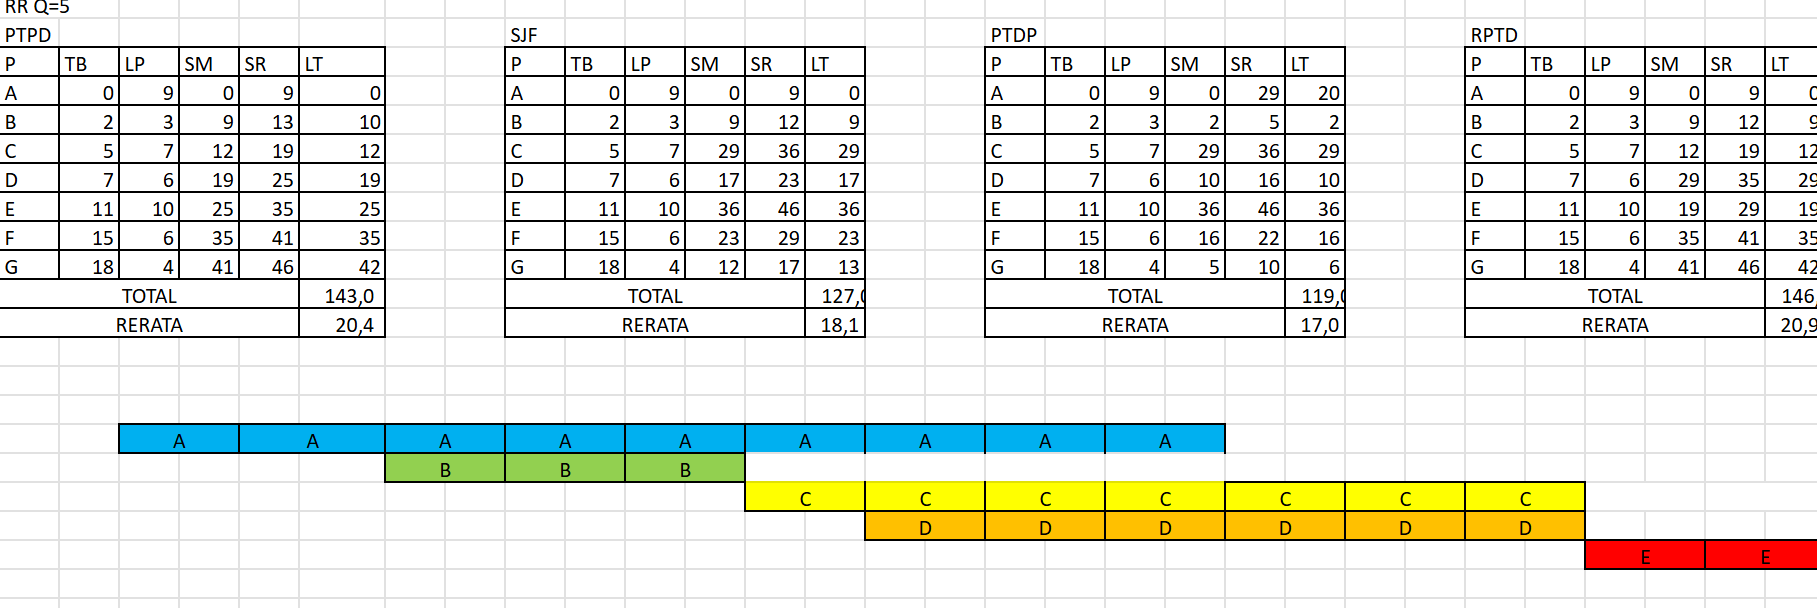 RR Q=5
PTPD SJF PTDP RPTD
P TB LP SM SR LT P TB LP SM SR LT P TB LP SM SR LT P TB LP SM SR LT
A 0 9 0 9 0 A 0 9 0 9 0 A 0 9 0 29 20 A 0 9 0 9 0
B 2 3 9 13 10 B 2 3 9 12 9 B 2 3 2 5 2 B 2 3 9 12 9
C 5 7 12 19 12 C 5 7 29 36 29 C 5 7 29 36 29 C 5 7 12 19 12
D 7 6 19 25 19 D 7 6 17 23 17 D 7 6 10 16 10 D 7 6 29 35 29
E 11 10 25 35 25 E 11 10 36 46 36 E 11 10 36 46 36 E 11 10 19 29 19
F 15 6 35 41 35 F 15 6 23 29 23 F 15 6 16 22 16 F 15 6 35 41 35
G 18 4 41 46 42 G 18 4 12 17 13 G 18 4 5 10 6 G 18 4 41 46 42
TOTAL 143,0 TOTAL 127,0 TOTAL 119,0 TOTAL 146,
RERATA 20,4 RERATA 18,1 RERATA 17,0 RERATA 20,9
A A A A A A A A A
B B B
C C C C C C C
D D D D D D
E E